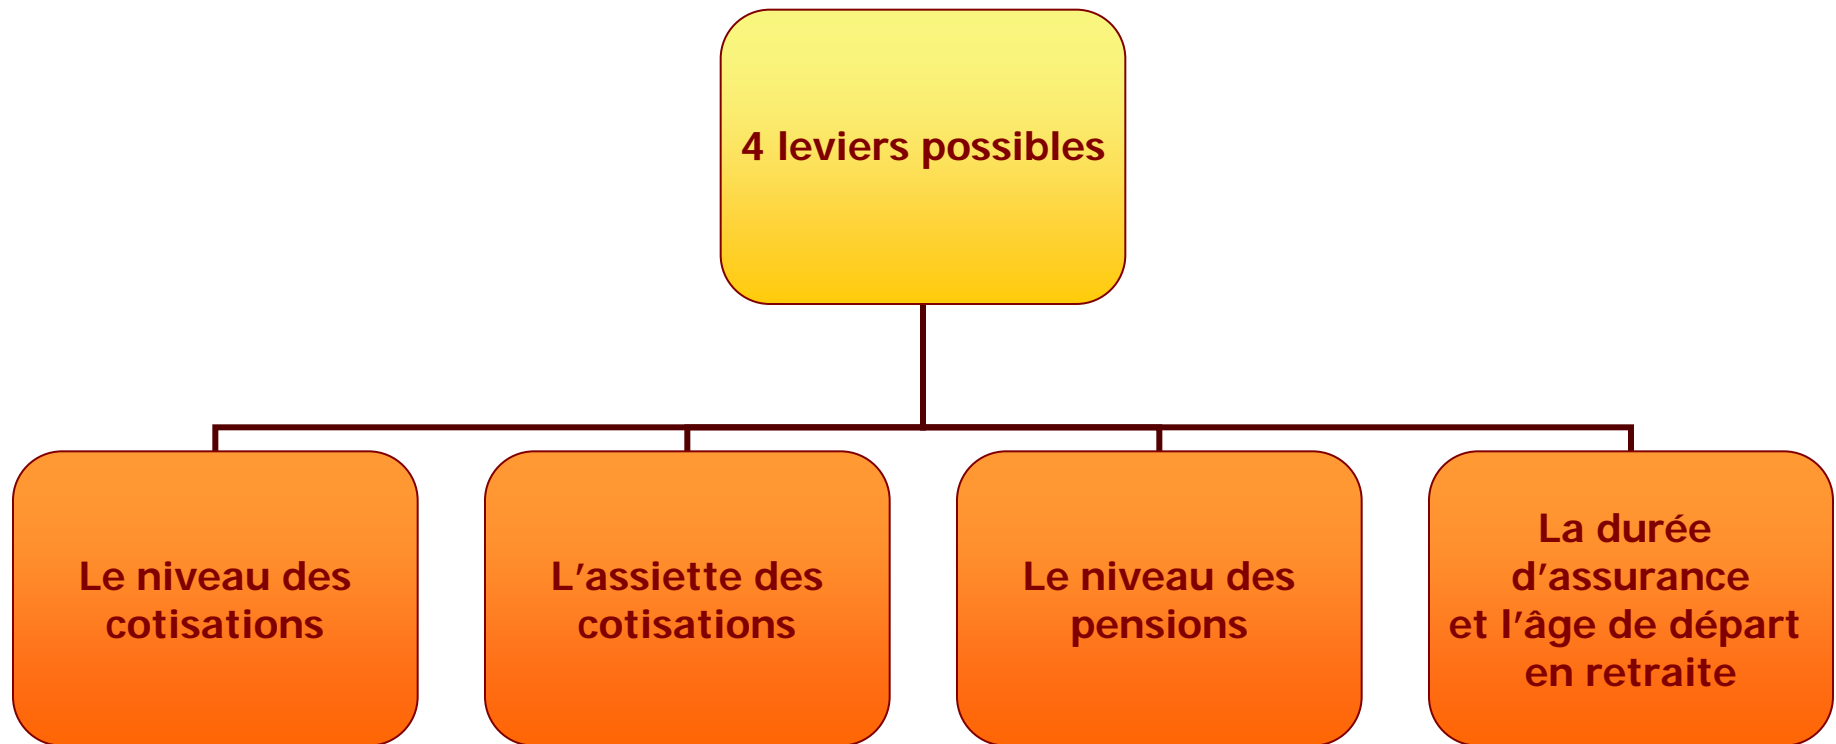 4 leviers possibles
Le niveau des
cotisations
L’assiette des
cotisations
Le niveau des
pensions
La durée
d’assurance
et l’âge de départ
en retraite